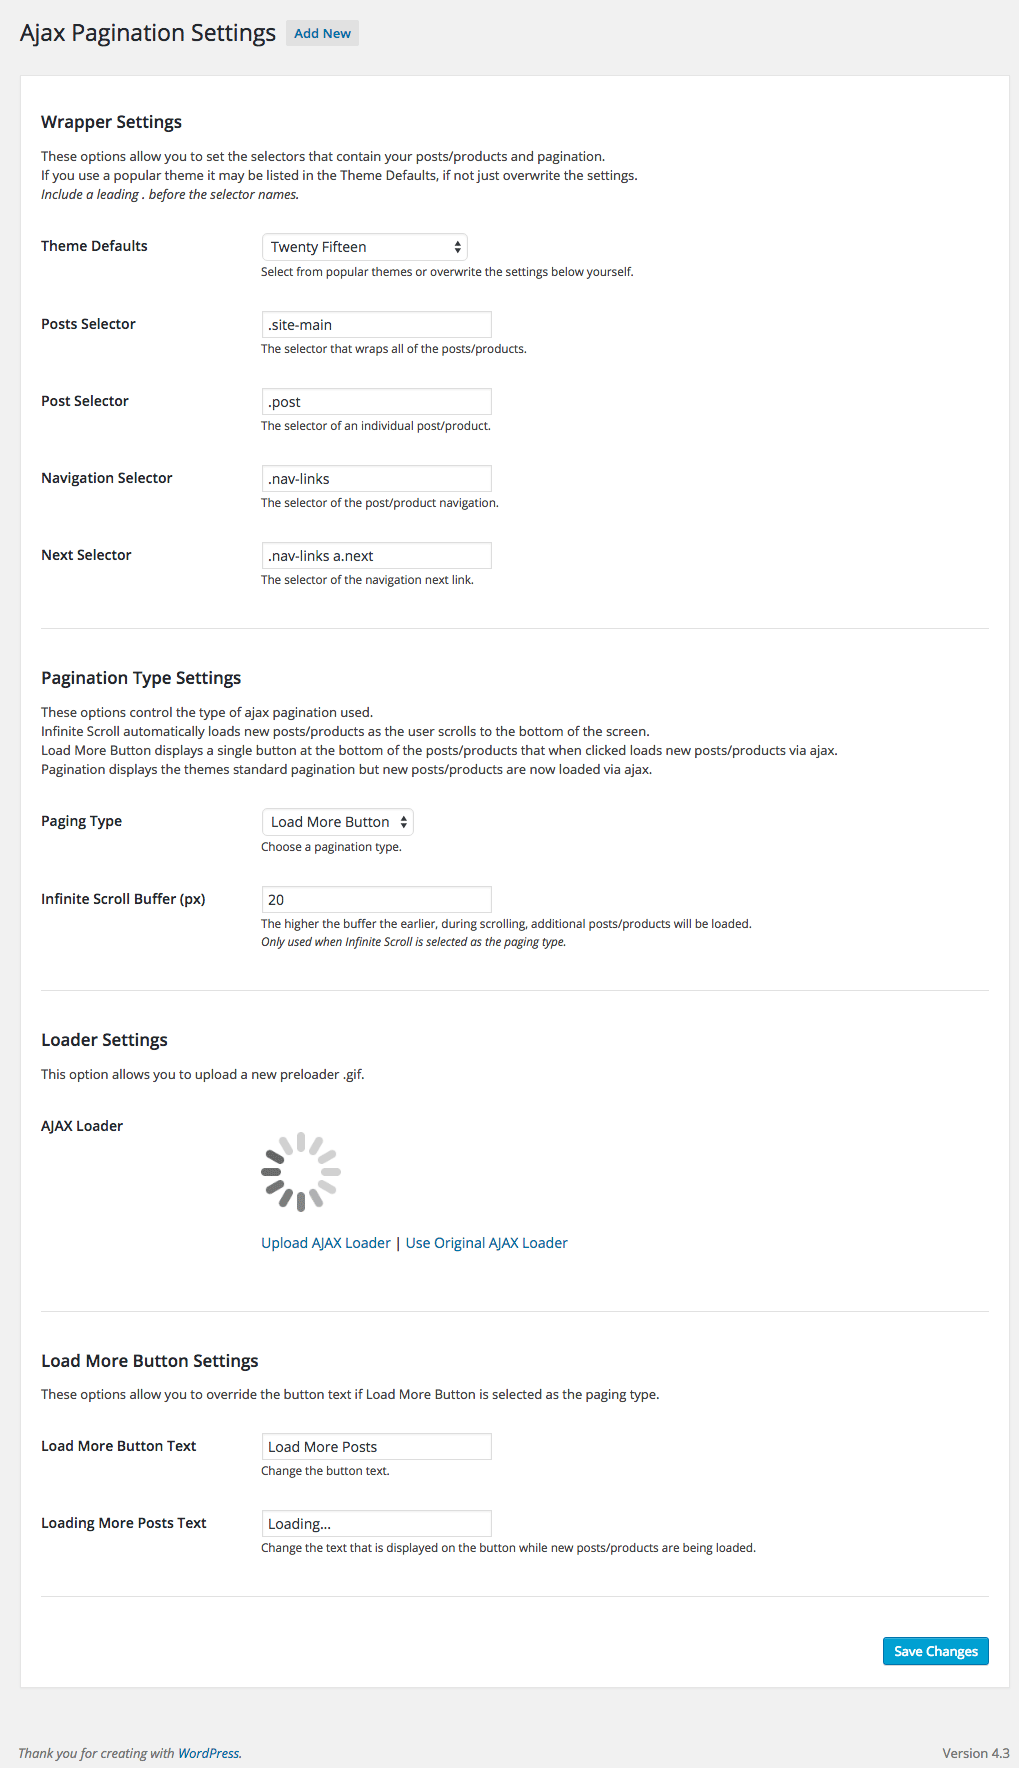 Ajax Pagination Settings Add New
Wrapper Settings
These options allow you to set the selectors that contain your posts/products and pagination.
If you use a popular theme it may be listed in the Theme Defaults, if not just overwrite the settings.
Include a leading . before the selector names.
Theme Defaults Twenty Fifteen
Select from popular themes or overwrite the settings below yourself.
Posts Selector .site-main
The selector that wraps all of the posts/products.
Post Selector .post
The selector of an individual post/product.
Navigation Selector .nav-links
The selector of the post/product navigation.
Next Selector .nav-links a.next
The selector of the navigation next link.
Pagination Type Settings
These options control the type of ajax pagination used.
Infinite Scroll automatically loads new posts/products as the user scrolls to the bottom of the screen.
Load More Button displays a single button at the bottom of the posts/products that when clicked loads new posts/products via ajax.
Pagination displays the themes standard pagination but new posts/products are now loaded via ajax.
Paging Type Load More Button
Choose a pagination type.
Infinite Scroll Buffer (px) 20
The higher the buffer the earlier, during scrolling, additional posts/products will be loaded.
Only used when Infinite Scroll is selected as the paging type.
Loader Settings
This option allows you to upload a new preloader .gif.
AJAX Loader
Upload AJAX Loader | Use Original AJAX Loader
Load More Button Settings
These options allow you to override the button text if Load More Button is selected as the paging type.
Load More Button Text Load More Posts
Change the button text.
Loading More Posts Text Loading...
Change the text that is displayed on the button while new posts/products are being loaded.
Save Changes
Thank you for creating with WordPress. Version 4.3